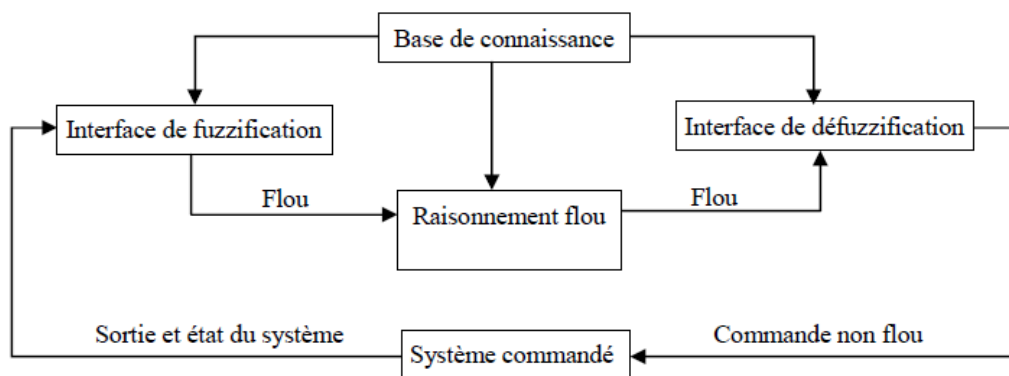 Base de connaissance
Interface de fuzzification
Interface de défuzzification
Flou
Flou
Raisonnement flou
Sortie et état du système
Commande non flou
Système commandé